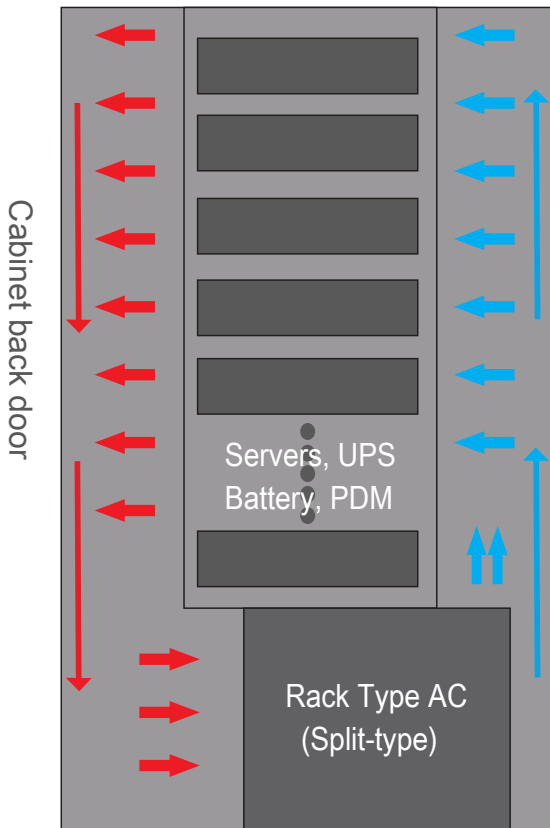 Cabinet back door
Servers, UPS
Battery, PDM
Rack Type AC
(Split-type)